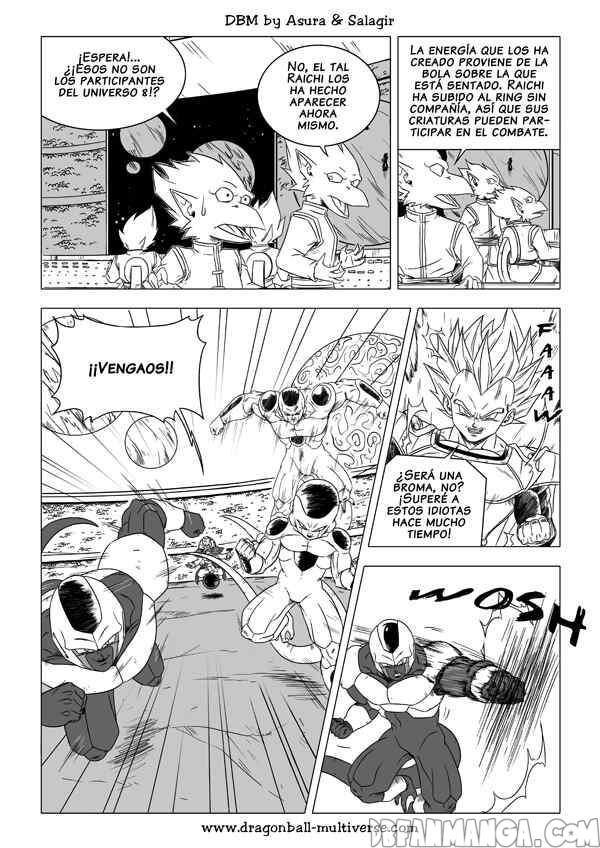 DBM by Asura & Salagir
¡Espera!...
¿¡Esos no son
los participantes
del universo 8!?
No, el tal
Raichi los
ha hecho
aparecer
ahora
mismo.
La energía que los ha
creado proviene de la
bola sobre la que
está sentado. Raichi
ha subido al ring sin
compañía, así que sus
criaturas pueden par-
ticipar en el combate.
¡¡Vengaos!!
FAAAAW
¿Será una
broma, no?
¡Superé a
estos idiotas
hace mucho
tiempo!
WOSH
www.dragonball-multiverse.com
DBFANMANGA.COM